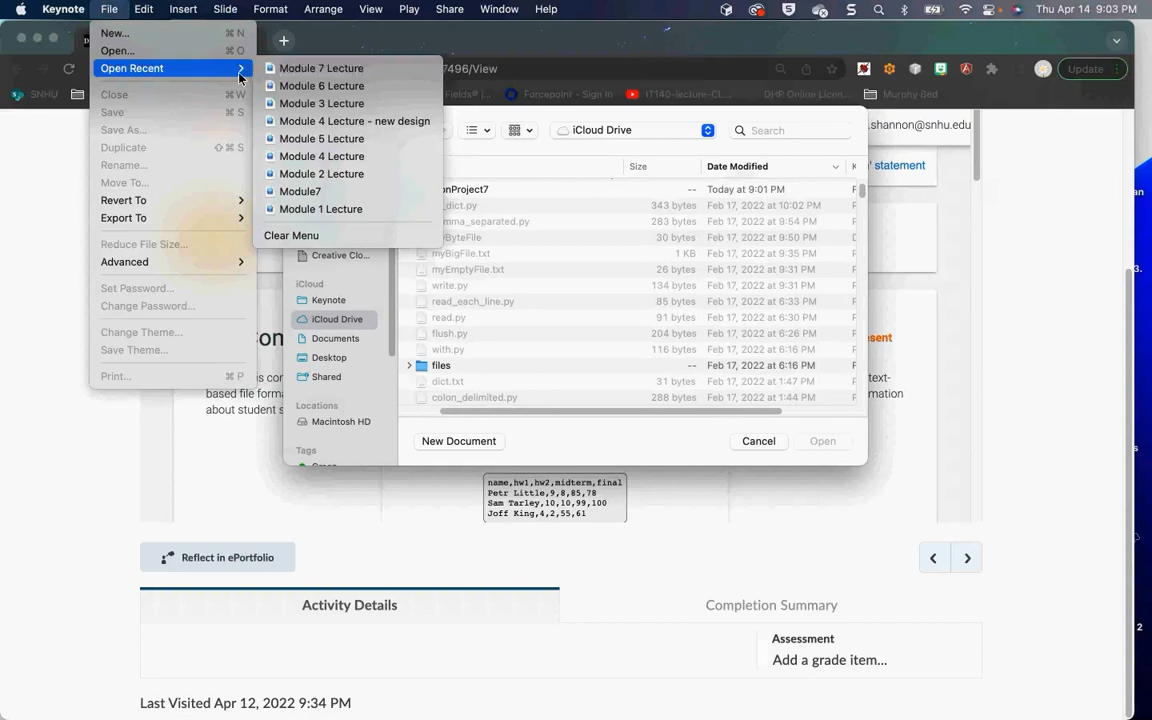 Keynote File Edit Insert Slide Format Arrange View Play Share Window Help Thu Apr 14 9:03 PM
New... ⌘ N
Open... ⌘ O
Open Recent
Close ⌘ W
Save ⌘ S
Save As...
Duplicate ⇧ ⌘ S
Rename...
Move To...
Revert To
Export To
Reduce File Size...
Advanced
Set Password...
Change Password...
Change Theme...
Save Theme...
Print... ⌘ P
Module 7 Lecture
Module 6 Lecture
Module 3 Lecture
Module 4 Lecture - new design
Module 5 Lecture
Module 4 Lecture
Module 2 Lecture
Module7
Module 1 Lecture
Clear Menu
7496/View
Update
SNHU
Fields®
Forcepoint - Sign In
IT140-lecture-CL...
DHP Online Licen...
Murphy Bed
.shannon@snhu.edu
statement
iCloud Drive
Search
Size Date Modified K
onProject7 -- Today at 9:01 PM F
_dict.py 343 bytes Feb 17, 2022 at 10:02 PM
mma_separated.py 283 bytes Feb 17, 2022 at 9:54 PM
myByteFile 30 bytes Feb 17, 2022 at 9:50 PM
myBigFile.txt 1 KB Feb 17, 2022 at 9:35 PM
myEmptyFile.txt 26 bytes Feb 17, 2022 at 9:31 PM
write.py 134 bytes Feb 17, 2022 at 9:31 PM
read_each_line.py 85 bytes Feb 17, 2022 at 6:33 PM
read.py 91 bytes Feb 17, 2022 at 6:30 PM
flush.py 204 bytes Feb 17, 2022 at 6:26 PM
with.py 116 bytes Feb 17, 2022 at 6:16 PM
files -- Feb 17, 2022 at 6:16 PM
dict.txt 31 bytes Feb 17, 2022 at 1:47 PM
colon_delimited.py 288 bytes Feb 17, 2022 at 1:44 PM
Creative Clo...
iCloud
Keynote
iCloud Drive
Documents
Desktop
Shared
Locations
Macintosh HD
Tags
New Document Cancel Open
Com
esent
is co
based file forma
about student s
text-
mation
name,hw1,hw2,midterm,final
Petr Little,9,8,85,78
Sam Tarley,10,10,99,100
Joff King,4,2,55,61
Reflect in ePortfolio
Activity Details Completion Summary
Assessment
Add a grade item...
Last Visited Apr 12, 2022 9:34 PM
an
3.
s
2